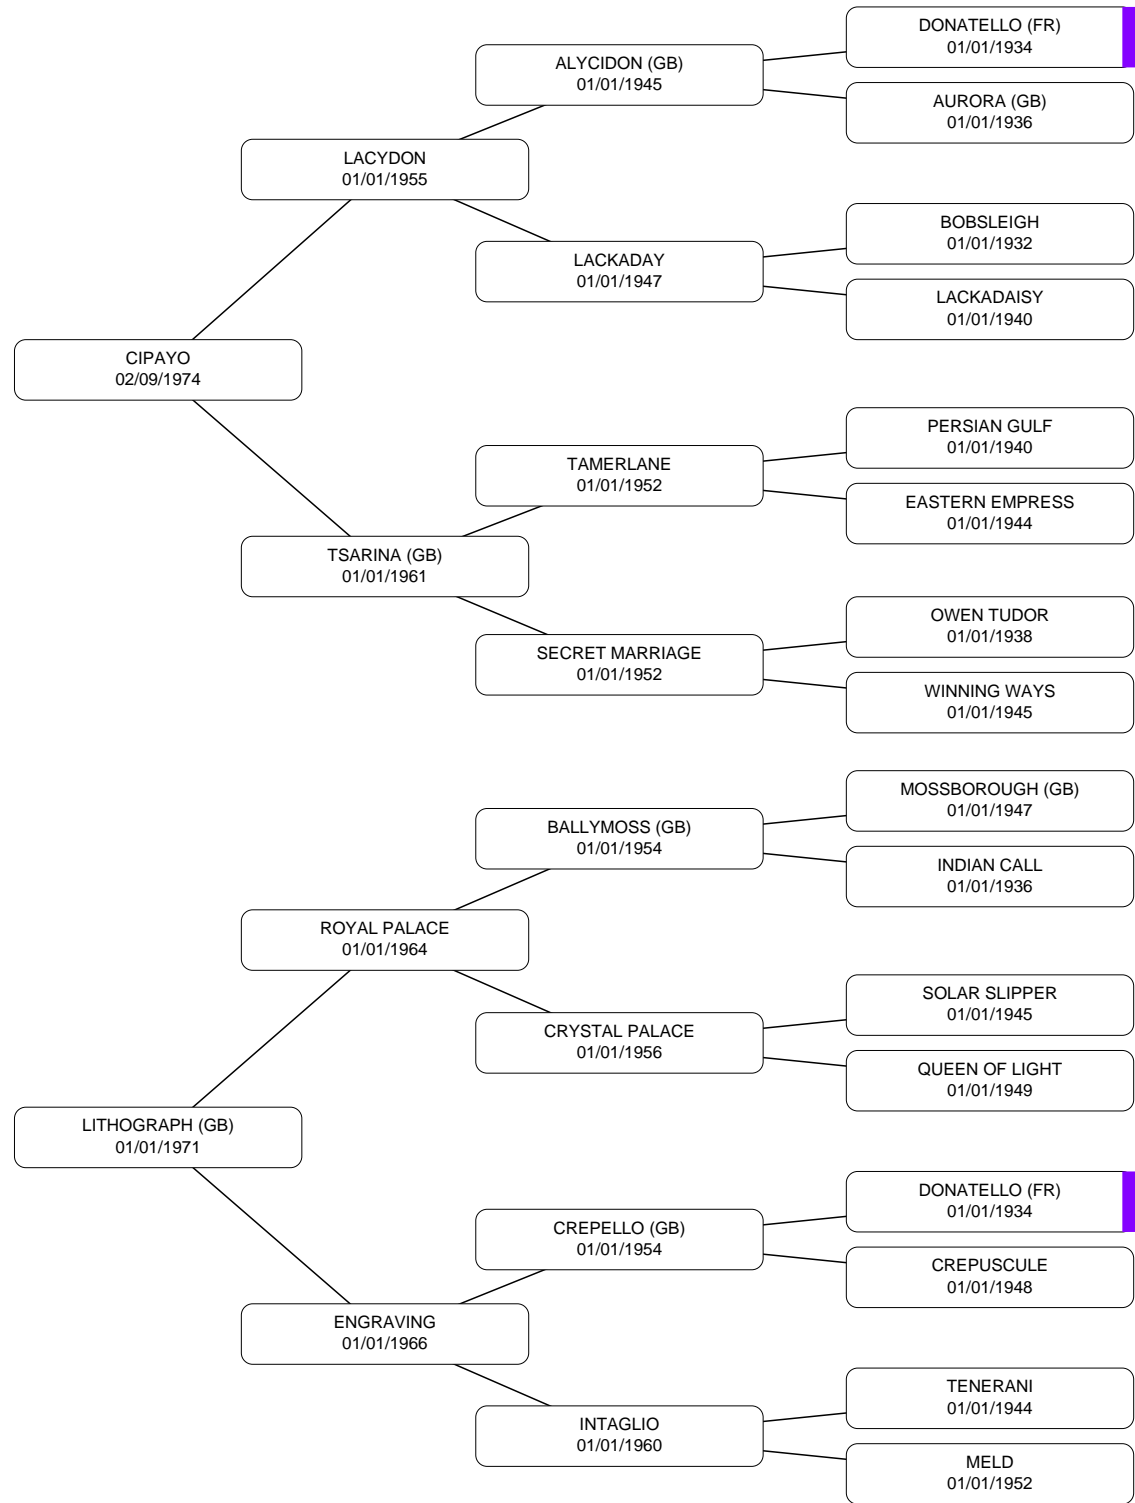 DONATELLO (FR)
01/01/1934
ALYCIDON (GB)
01/01/1945
AURORA (GB)
01/01/1936
LACYDON
01/01/1955
BOBSLEIGH
01/01/1932
LACKADAY
01/01/1947
LACKADAISY
01/01/1940
CIPAYO
02/09/1974
PERSIAN GULF
01/01/1940
TAMERLANE
01/01/1952
EASTERN EMPRESS
01/01/1944
TSARINA (GB)
01/01/1961
OWEN TUDOR
01/01/1938
SECRET MARRIAGE
01/01/1952
WINNING WAYS
01/01/1945
MOSSBOROUGH (GB)
01/01/1947
BALLYMOSS (GB)
01/01/1954
INDIAN CALL
01/01/1936
ROYAL PALACE
01/01/1964
SOLAR SLIPPER
01/01/1945
CRYSTAL PALACE
01/01/1956
QUEEN OF LIGHT
01/01/1949
LITHOGRAPH (GB)
01/01/1971
DONATELLO (FR)
01/01/1934
CREPELLO (GB)
01/01/1954
CREPUSCULE
01/01/1948
ENGRAVING
01/01/1966
TENERANI
01/01/1944
INTAGLIO
01/01/1960
MELD
01/01/1952